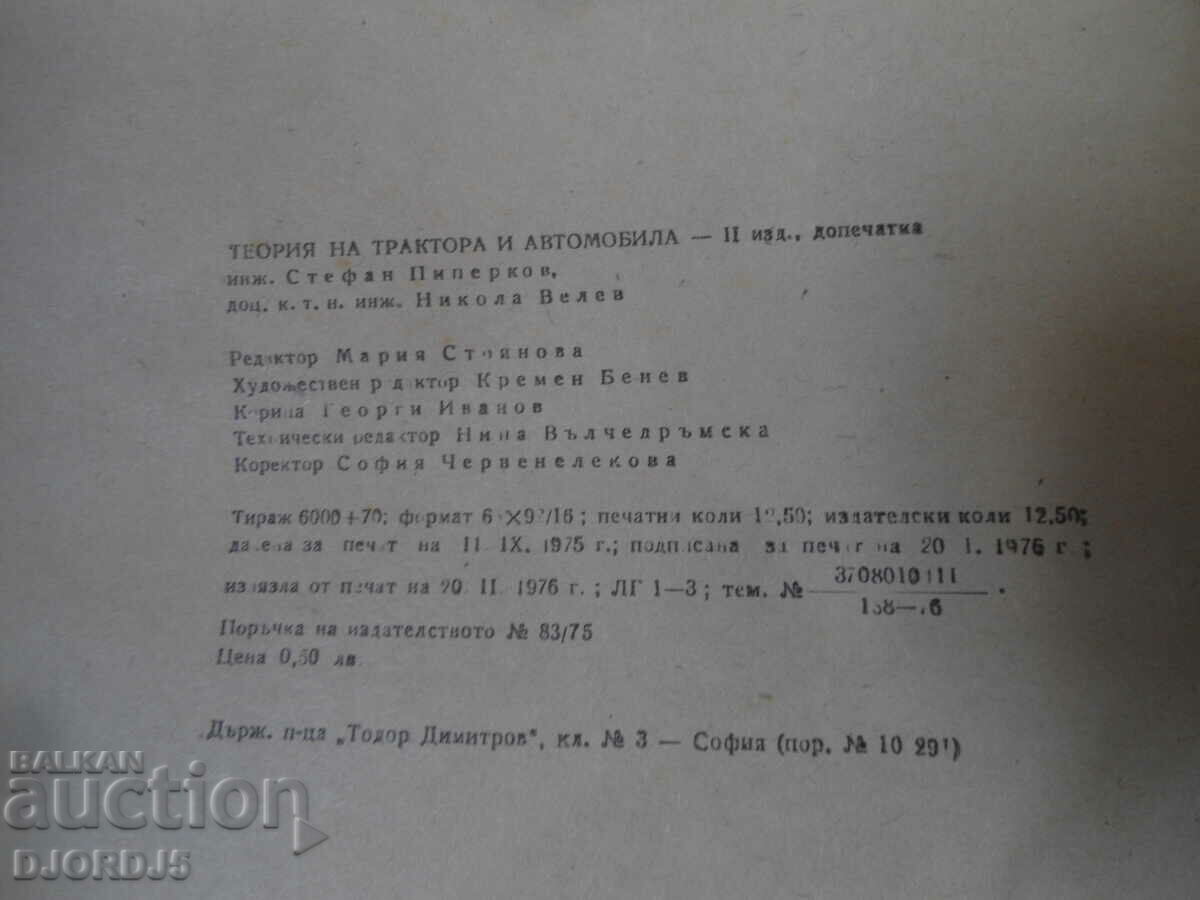 ТЕОРИЯ НА ТРАКТОРА И АВТОМОБИЛА — II изд., допечатка
инж. Стефан Пиперков,
доц. к. т. н. инж. Никола Велев
Редактор Мария Стоянова
Художествен редактор Кремен Бенев
Корица Георги Иванов
Технически редактор Нина Вълчедръмска
Коректор София Червенелекова
Тираж 6000+70; формат печатни коли 12,50; издателски коли 12,50;
дадена за печат на 11. IX. 1975 г.; подписана за печат на 20. I. 1976 г.;
излязла от печат на 20. II. 1976 г.; ЛГ 1—3; тем. №
Поръчка на издателството № 83/75
Цена 0,50 лв.
Държ. п-ца „Тодор Димитров", кл. № 3 — София (пор. № 10 291)
BALKAN
auction
DJORDJ5